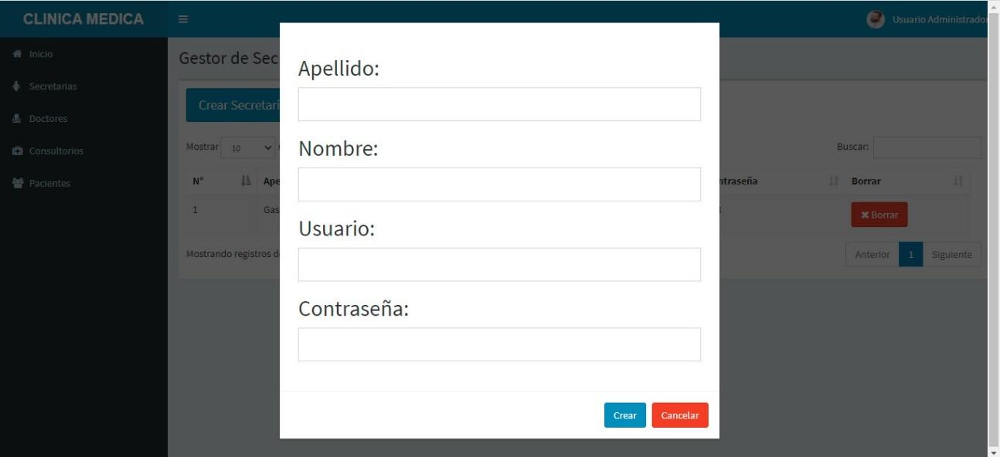 CLINICA MEDICA
Usuario Administrador
Inicio
Secretarias
Doctores
Consultorios
Pacientes
Gestor de Sec
Crear Secretari
Mostrar 10
Buscar:
N° Ape ntraseña Borrar
1 Gas Borrar
Mostrando registros d
Anterior 1 Siguiente
Apellido:
Nombre:
Usuario:
Contraseña:
Crear Cancelar